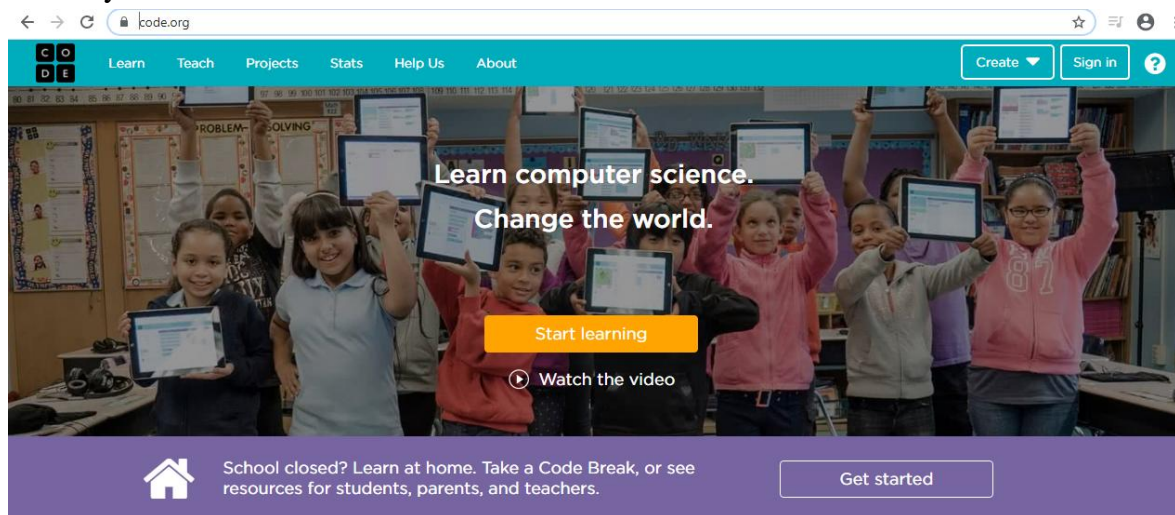 code.org
C O
D E
Learn Teach Projects Stats Help Us About Create Sign in ?
PROBLEM-SOLVING
Learn computer science.
Change the world.
87
Start learning
Watch the video
School closed? Learn at home. Take a Code Break, or see
resources for students, parents, and teachers.
Get started